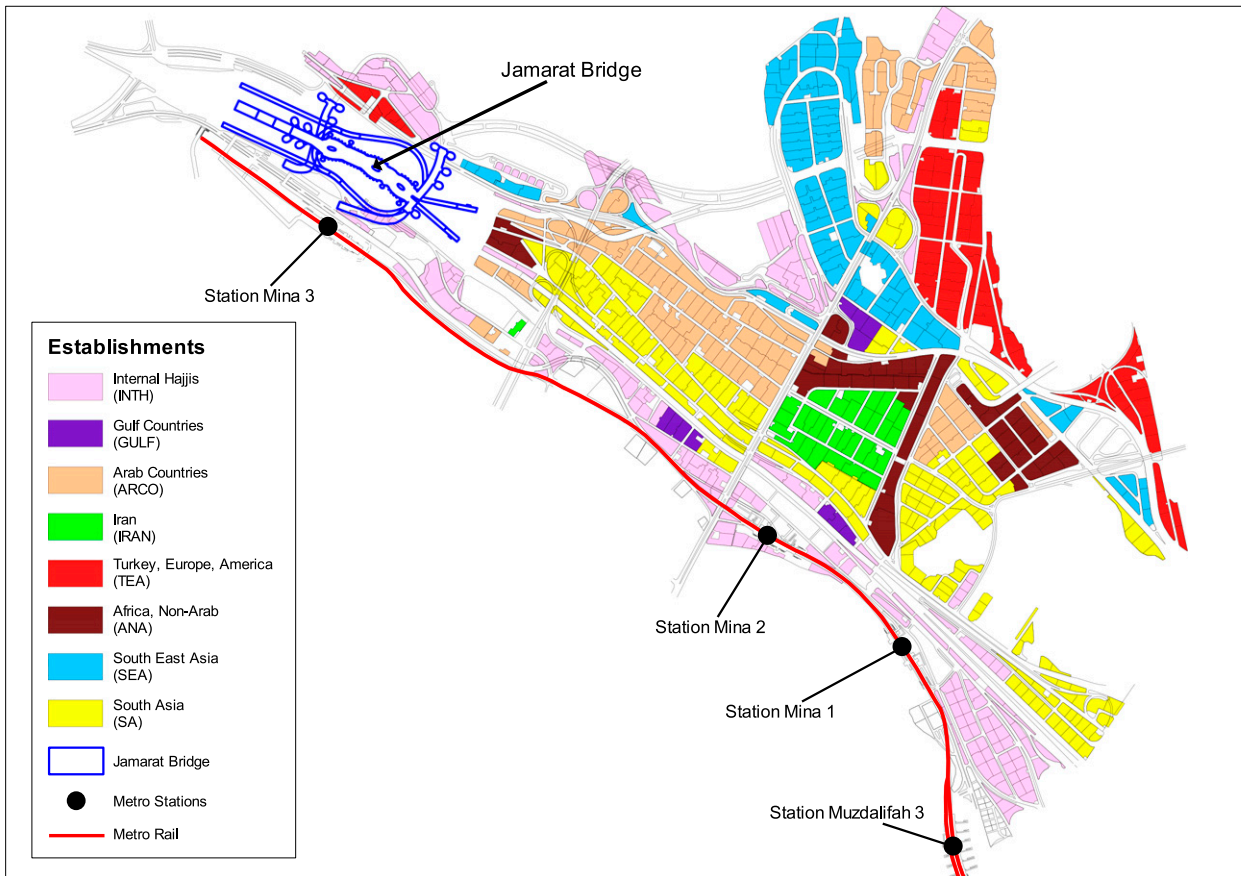 Jamarat Bridge
Station Mina 3
Establishments
Internal Hajjis
(INTH)
Gulf Countries
(GULF)
Arab Countries
(ARCO)
Iran
(IRAN)
Turkey, Europe, America
(TEA)
Africa, Non-Arab
(ANA)
South East Asia
(SEA)
South Asia
(SA)
Jamarat Bridge
Metro Stations
Metro Rail
Station Mina 2
Station Mina 1
Station Muzdalifah 3